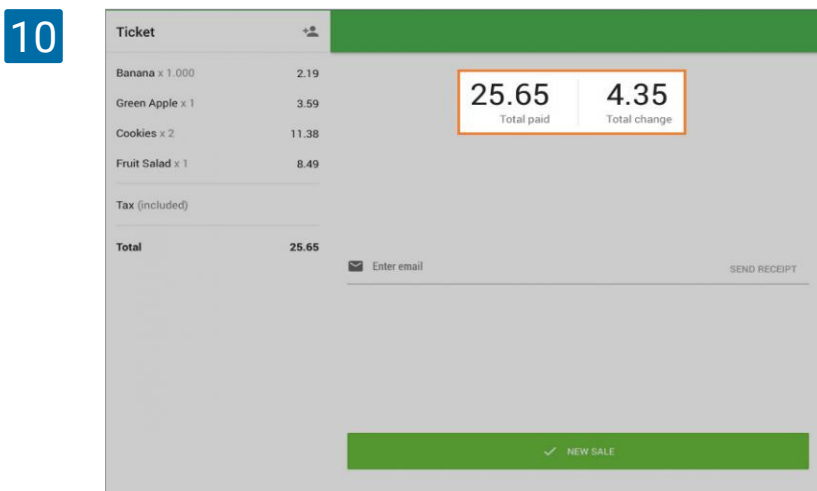 10
Ticket
Banana x 1.000 2.19
Green Apple x 1 3.59
Cookies x 2 11.38
Fruit Salad x 1 8.49
Tax (included)
Total 25.65
25.65 4.35
Total paid Total change
Enter email SEND RECEIPT
NEW SALE